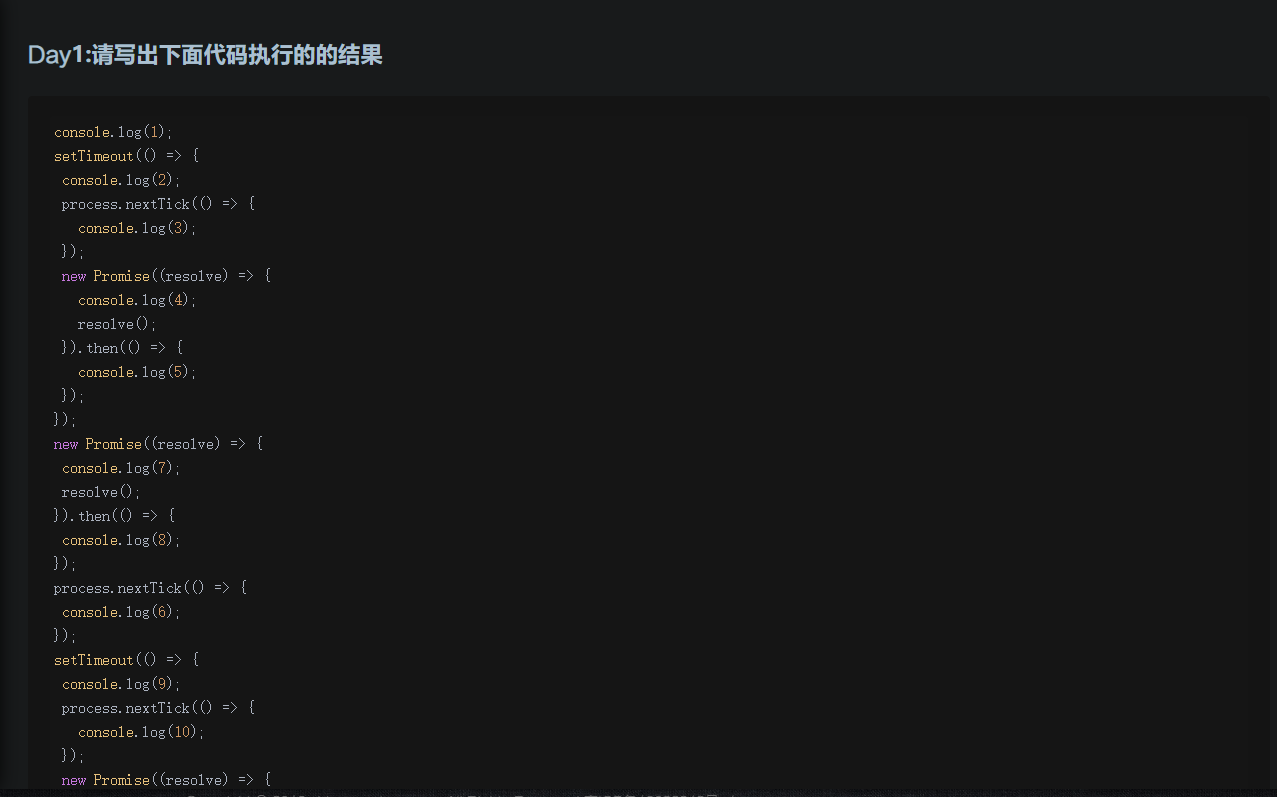 Day1:请写出下面代码执行的的结果
console.log(1);
setTimeout(() => {
console.log(2);
process.nextTick(() => {
console.log(3);
});
new Promise((resolve) => {
console.log(4);
resolve();
}).then(() => {
console.log(5);
});
});
new Promise((resolve) => {
console.log(7);
resolve();
}).then(() => {
console.log(8);
});
process.nextTick(() => {
console.log(6);
});
setTimeout(() => {
console.log(9);
process.nextTick(() => {
console.log(10);
});
new Promise((resolve) => {